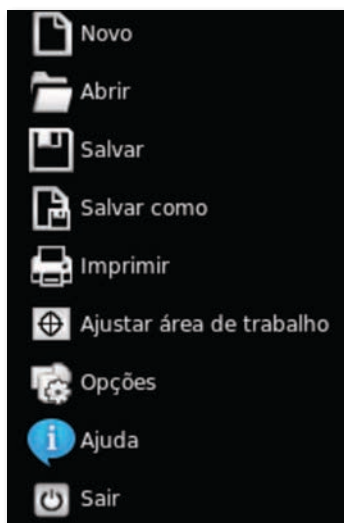 Novo
Abrir
Salvar
Salvar como
Imprimir
Ajustar área de trabalho
Opções
Ajuda
Sair